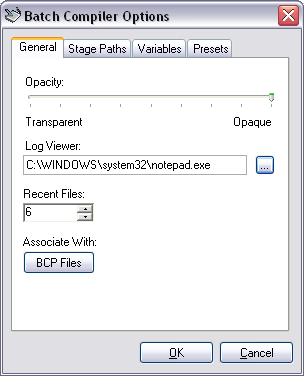 Batch Compiler Options
General Stage Paths Variables Presets
Opacity:
Transparent Opaque
Log Viewer:
C:\WINDOWS\system32\notepad.exe ...
Recent Files:
6
Associate With:
BCP Files
OK Cancel